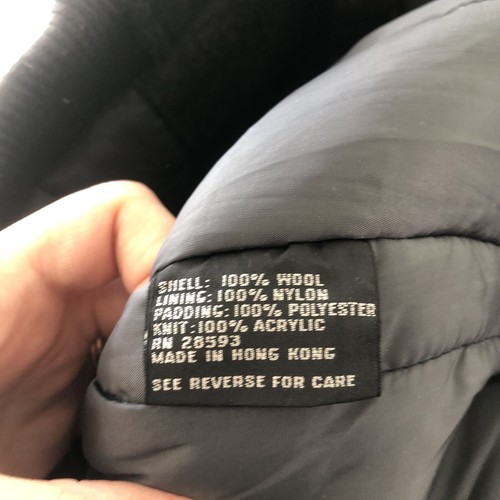 SHELL: 100% WOOL
LINING: 100% NYLON
PADDING: 100% POLYESTER
KNIT: 100% ACRYLIC
RN 28593
MADE IN HONG KONG
SEE REVERSE FOR CARE